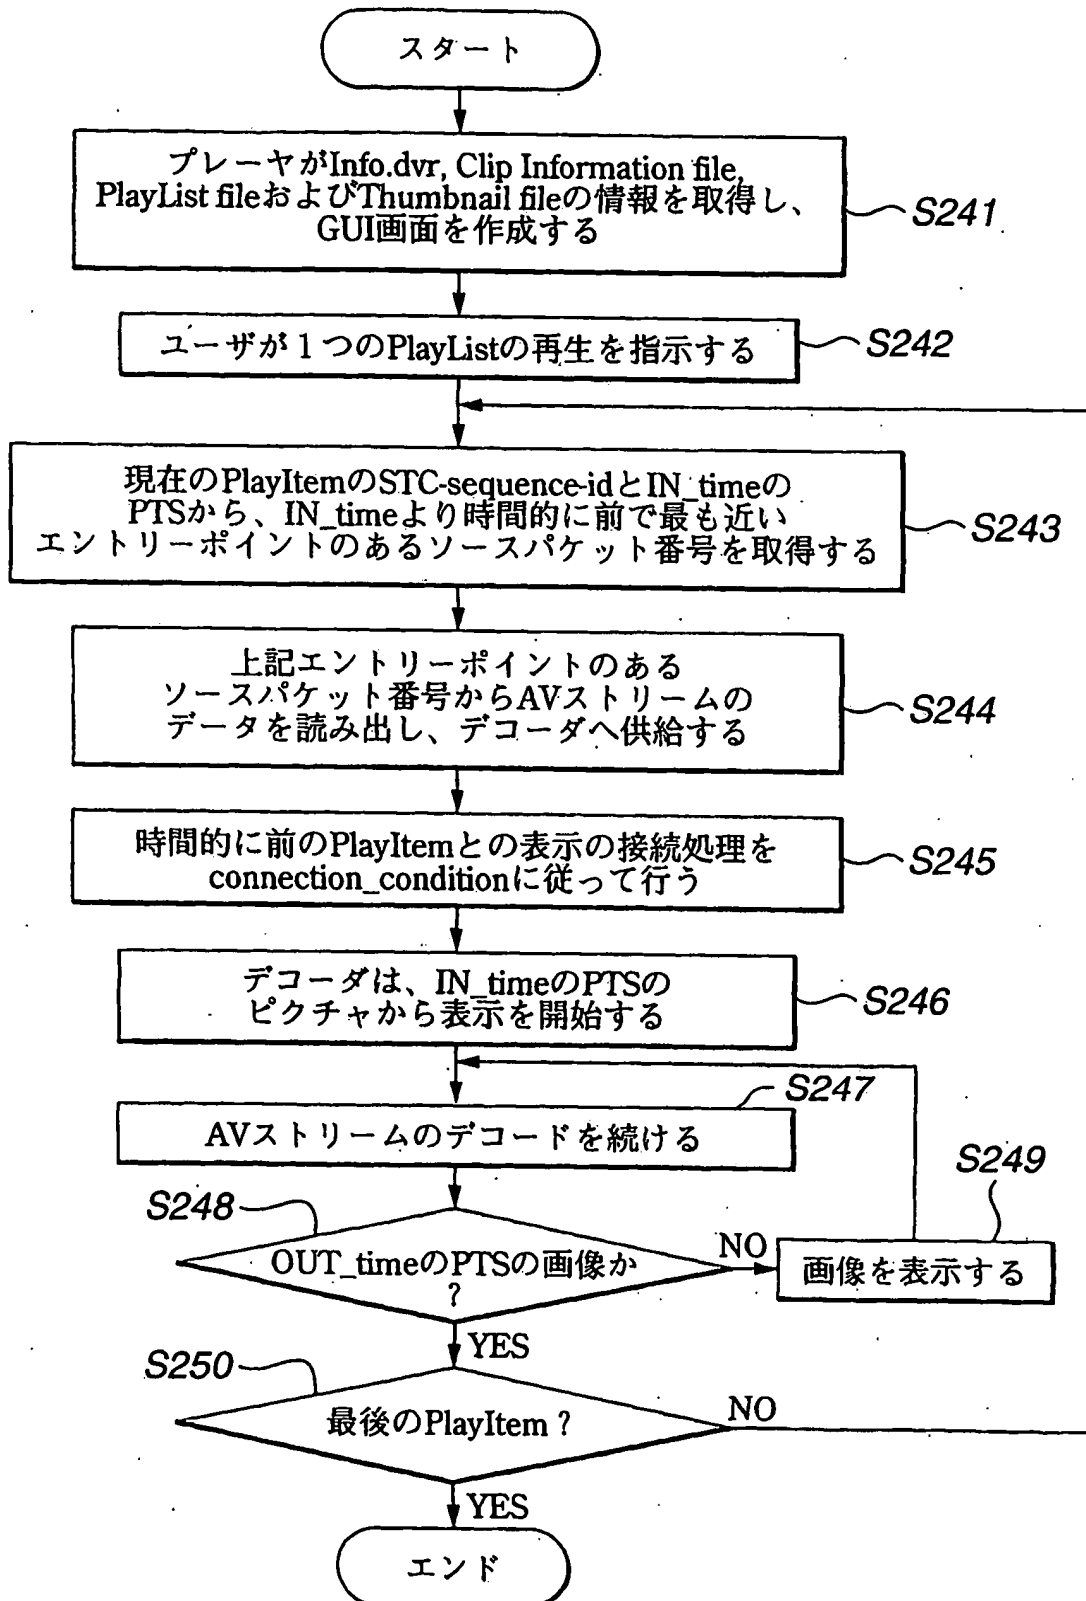 スタート
プレーヤがInfo.dvr, Clip Information file,
PlayList fileおよびThumbnail fileの情報を取得し、
GUI画面を作成する
S241
ユーザが1つのPlayListの再生を指示する
S242
現在のPlayItemのSTC-sequence-idとIN_timeの
PTSから、IN_timeより時間的に前で最も近い
エントリーポイントのあるソースパケット番号を取得する
S243
上記エントリーポイントのある
ソースパケット番号からAVストリームの
データを読み出し、デコーダへ供給する
S244
時間的に前のPlayItemとの表示の接続処理を
connection_conditionに従って行う
S245
デコーダは、IN_timeのPTSの
ピクチャから表示を開始する
S246
S247
AVストリームのデコードを続ける
S248
OUT_timeのPTSの画像か
?
NO
S249
画像を表示する
YES
S250
最後のPlayItem?
NO
YES
エンド